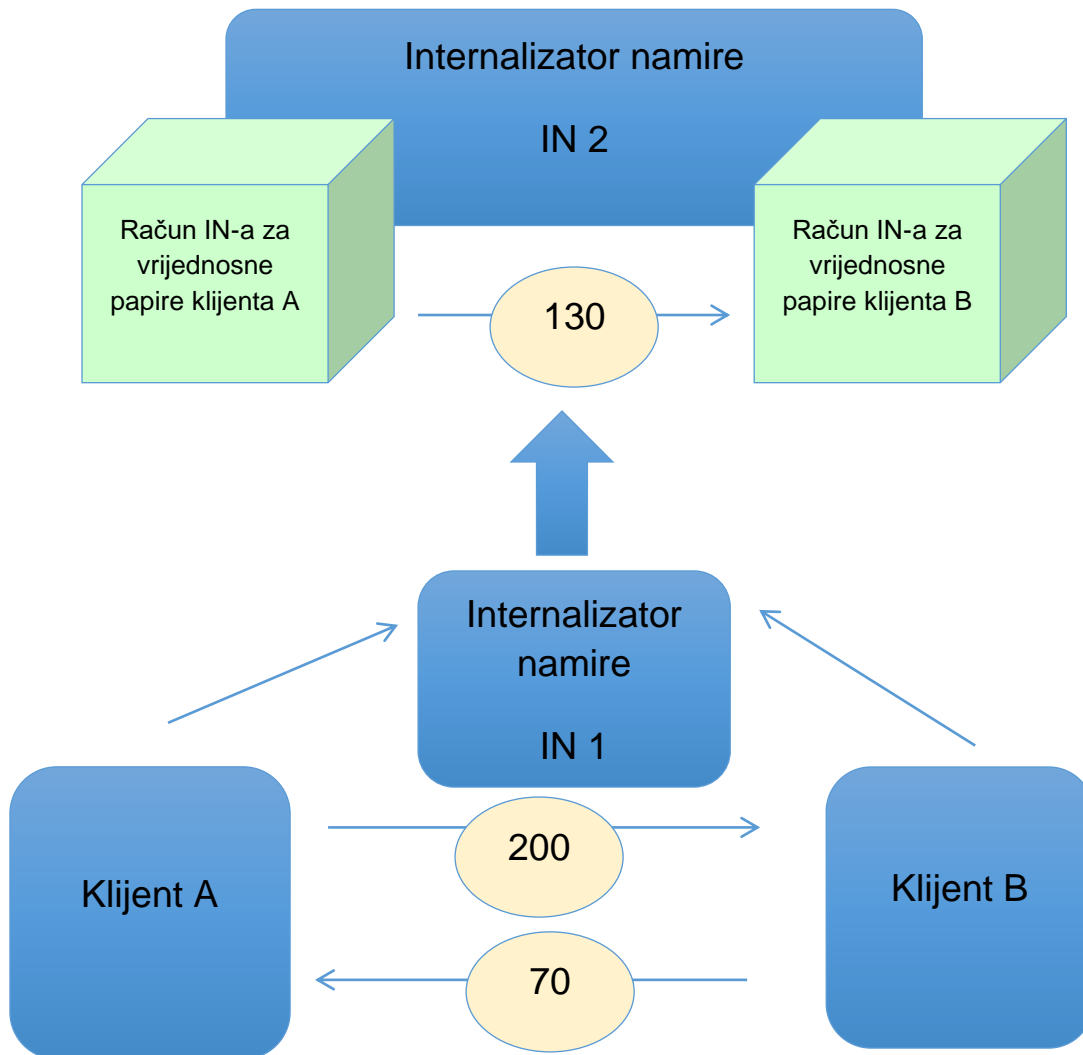 Internalizator namire
IN 2
Račun IN-a za
vrijednosne
papire klijenta A
130
Račun IN-a za
vrijednosne
papire klijenta B
Internalizator
namire
IN 1
Klijent A
200
Klijent B
70